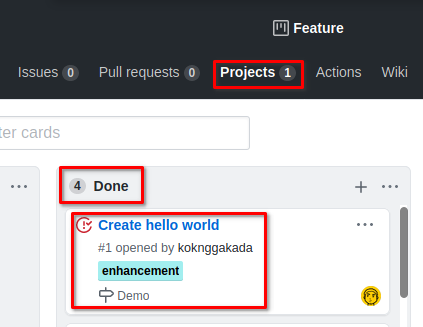 Feature
Issues 0 Pull requests 0 Projects 1 Actions Wiki
ter cards
4 Done
Create hello world
#1 opened by koknggakada
enhancement
Demo